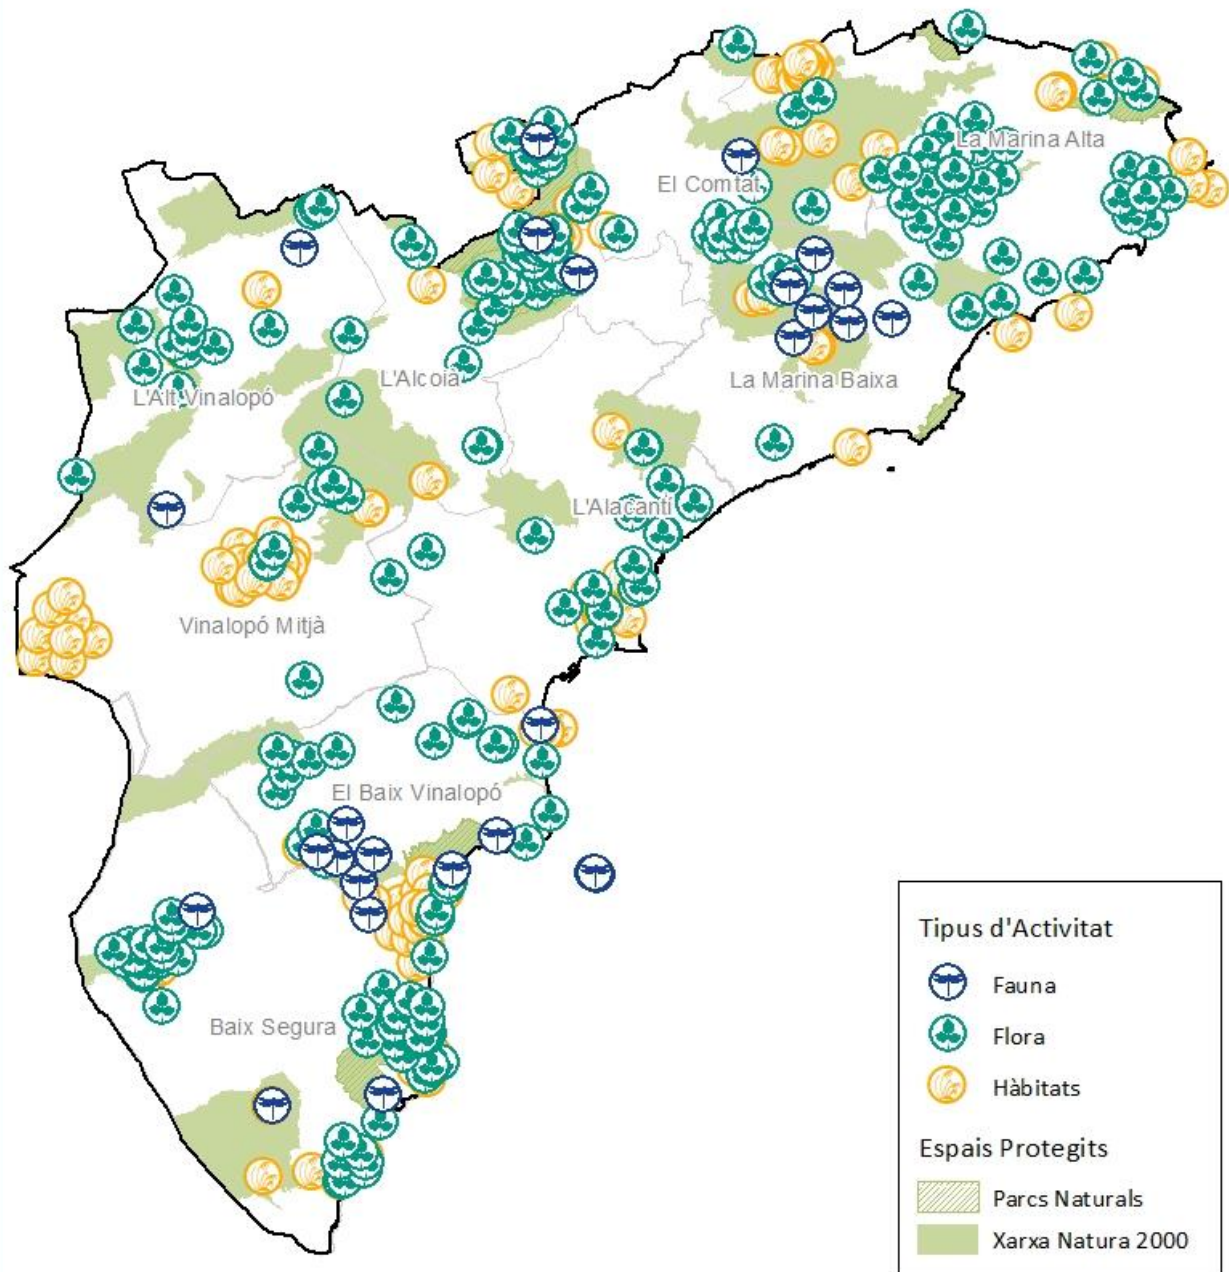 La Marina Alta
El Comtat
L'Alcoià
La Marina Baixa
L'Alt Vinalopó
L'Alacantí
Vinalopó Mitjà
El Baix Vinalopó
Baix Segura
Tipus d'Activitat
Fauna
Flora
Hàbitats
Espais Protegits
Parcs Naturals
Xarxa Natura 2000